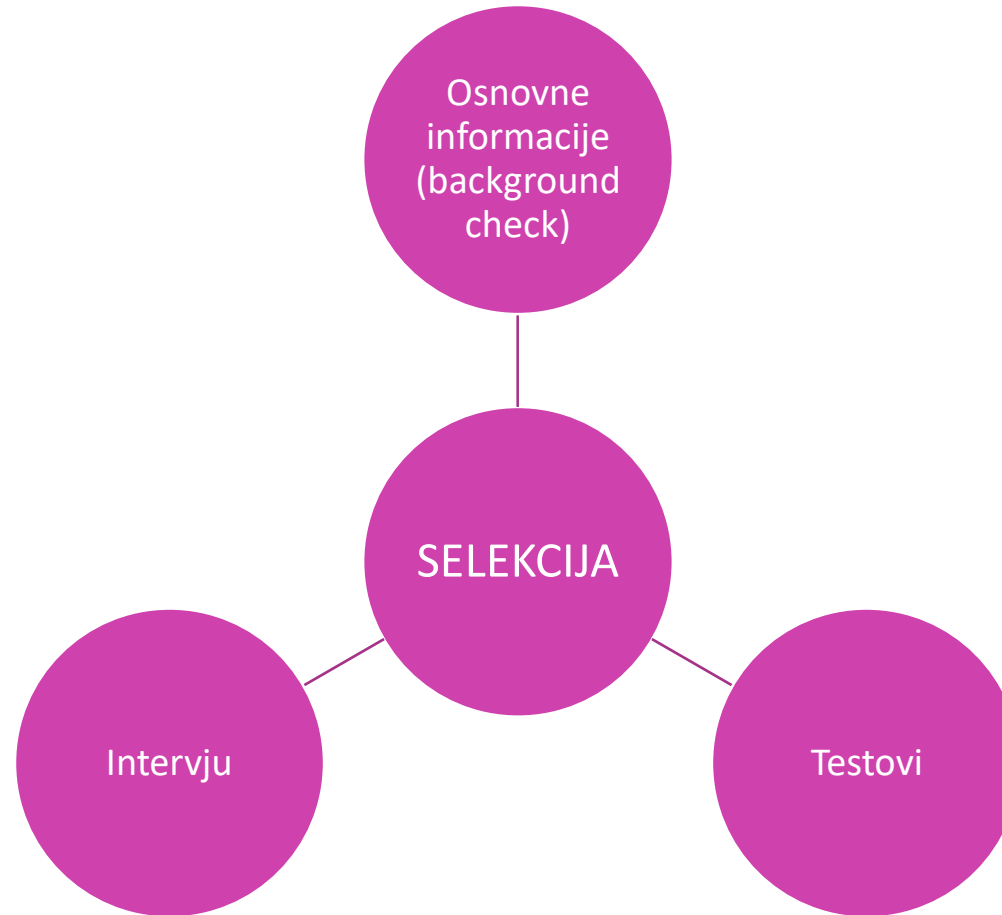 Osnovne
informacije
(background
check)
SELEKCIJA
Intervju
Testovi